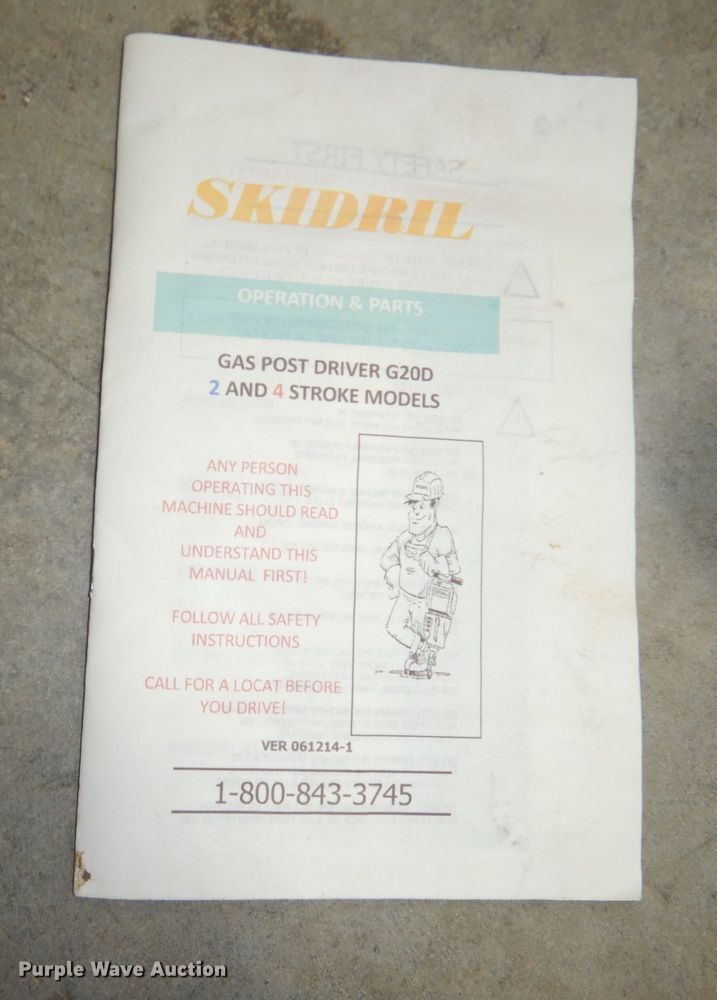 SKIDRIL
OPERATION & PARTS
GAS POST DRIVER G20D
2 AND 4 STROKE MODELS
ANY PERSON
OPERATING THIS
MACHINE SHOULD READ
AND
UNDERSTAND THIS
MANUAL FIRST!
FOLLOW ALL SAFETY
INSTRUCTIONS
CALL FOR A LOCAT BEFORE
YOU DRIVE!
VER 061214-1
1-800-843-3745
SAFETY FIRST
Purple Wave Auction